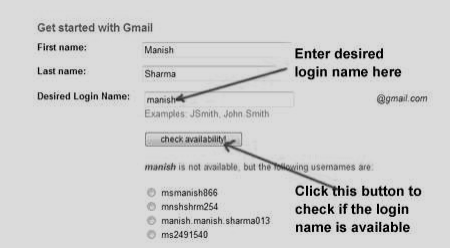 Get started with Gmail
First name: Manish
Enter desired
login name here
Last name: Sharma
Desired Login Name: manish @gmail.com
Examples: JSmith, John.Smith
check availability!
manish is not available, but the following usernames are:
msmanish866
mnshshrm254
manish.manish.sharma013
ms2491540
Click this button to
check if the login
name is available